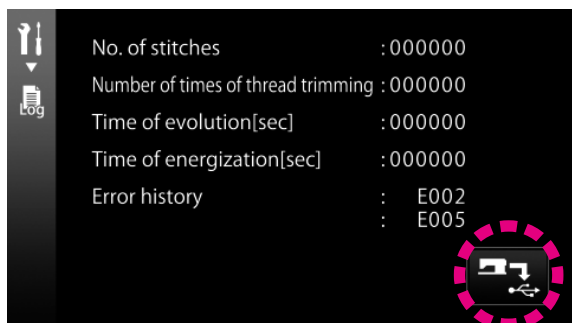 No. of stitches :000000
Number of times of thread trimming :000000
Time of evolution[sec] :000000
Time of energization[sec] :000000
Error history : E002
: E005
Log